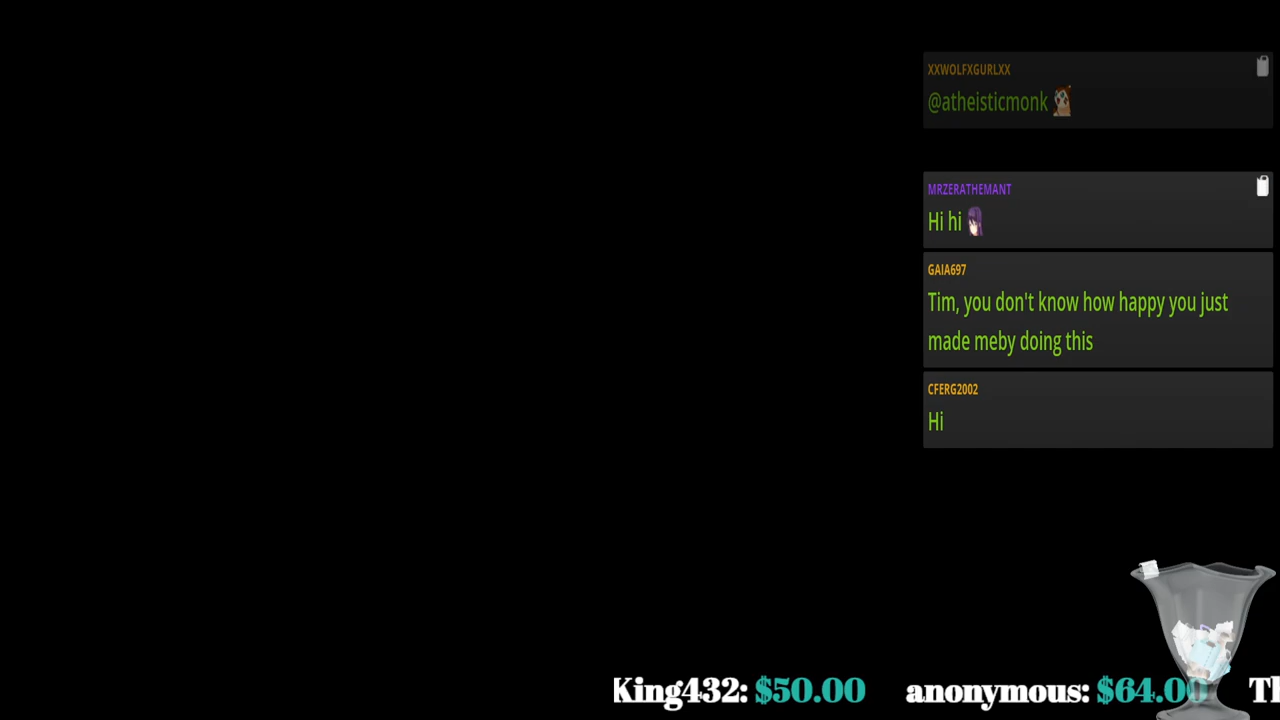 XXWOLFXGURLXX
@atheisticmonk
MRZERATHEMANT
Hi hi
GAIA697
Tim, you don't know how happy you just
made meby doing this
CFERG2002
Hi
King432: $50.00 anonymous: $64.00